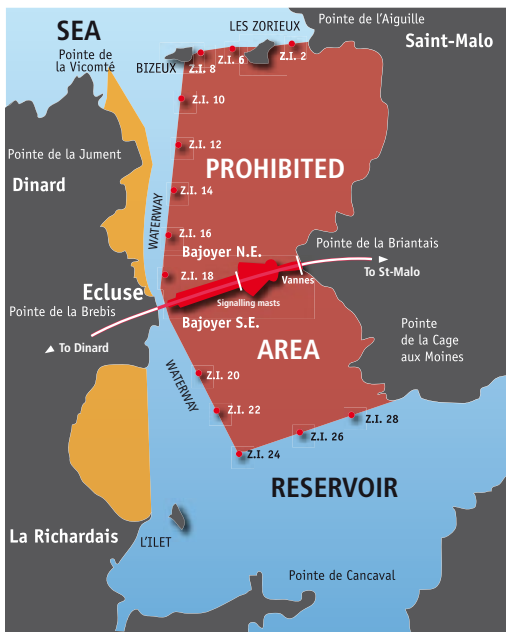 SEA
LES ZORIEUX
Pointe de l'Aiguille
Saint-Malo
Pointe de
la Vicomté
BIZEUX
Z.I. 8
Z.I. 6
Z.I. 2
Z.I. 10
Z.I. 12
Pointe de la Jument
PROHIBITED
Dinard
Z.I. 14
WATERWAY
Z.I. 16
Bajoyer N.E.
Pointe de la Briantais
Z.I. 18
To St-Malo
Vannes
Ecluse
Signalling masts
Pointe de la Brebis
Bajoyer S.E.
To Dinard
AREA
Pointe
de la Cage
aux Moines
WATERWAY
Z.I. 20
Z.I. 22
Z.I. 28
Z.I. 26
Z.I. 24
RESERVOIR
La Richardais
L'ILET
Pointe de Cancaval